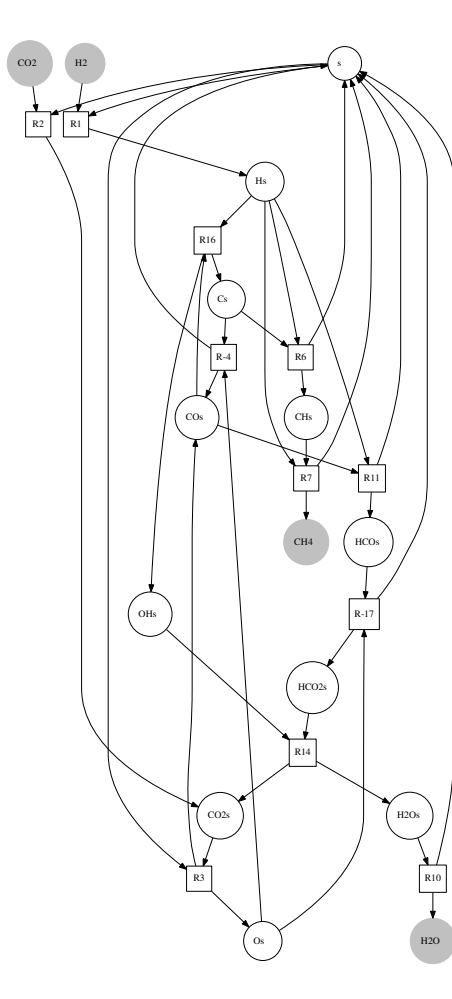 CO2
H2
s
R2
R1
Hs
R16
Cs
R-4
R6
COs
CHs
R7
R11
CH4
HCOs
OHs
R-17
HCO2s
R14
CO2s
H2Os
R3
R10
Os
H2O